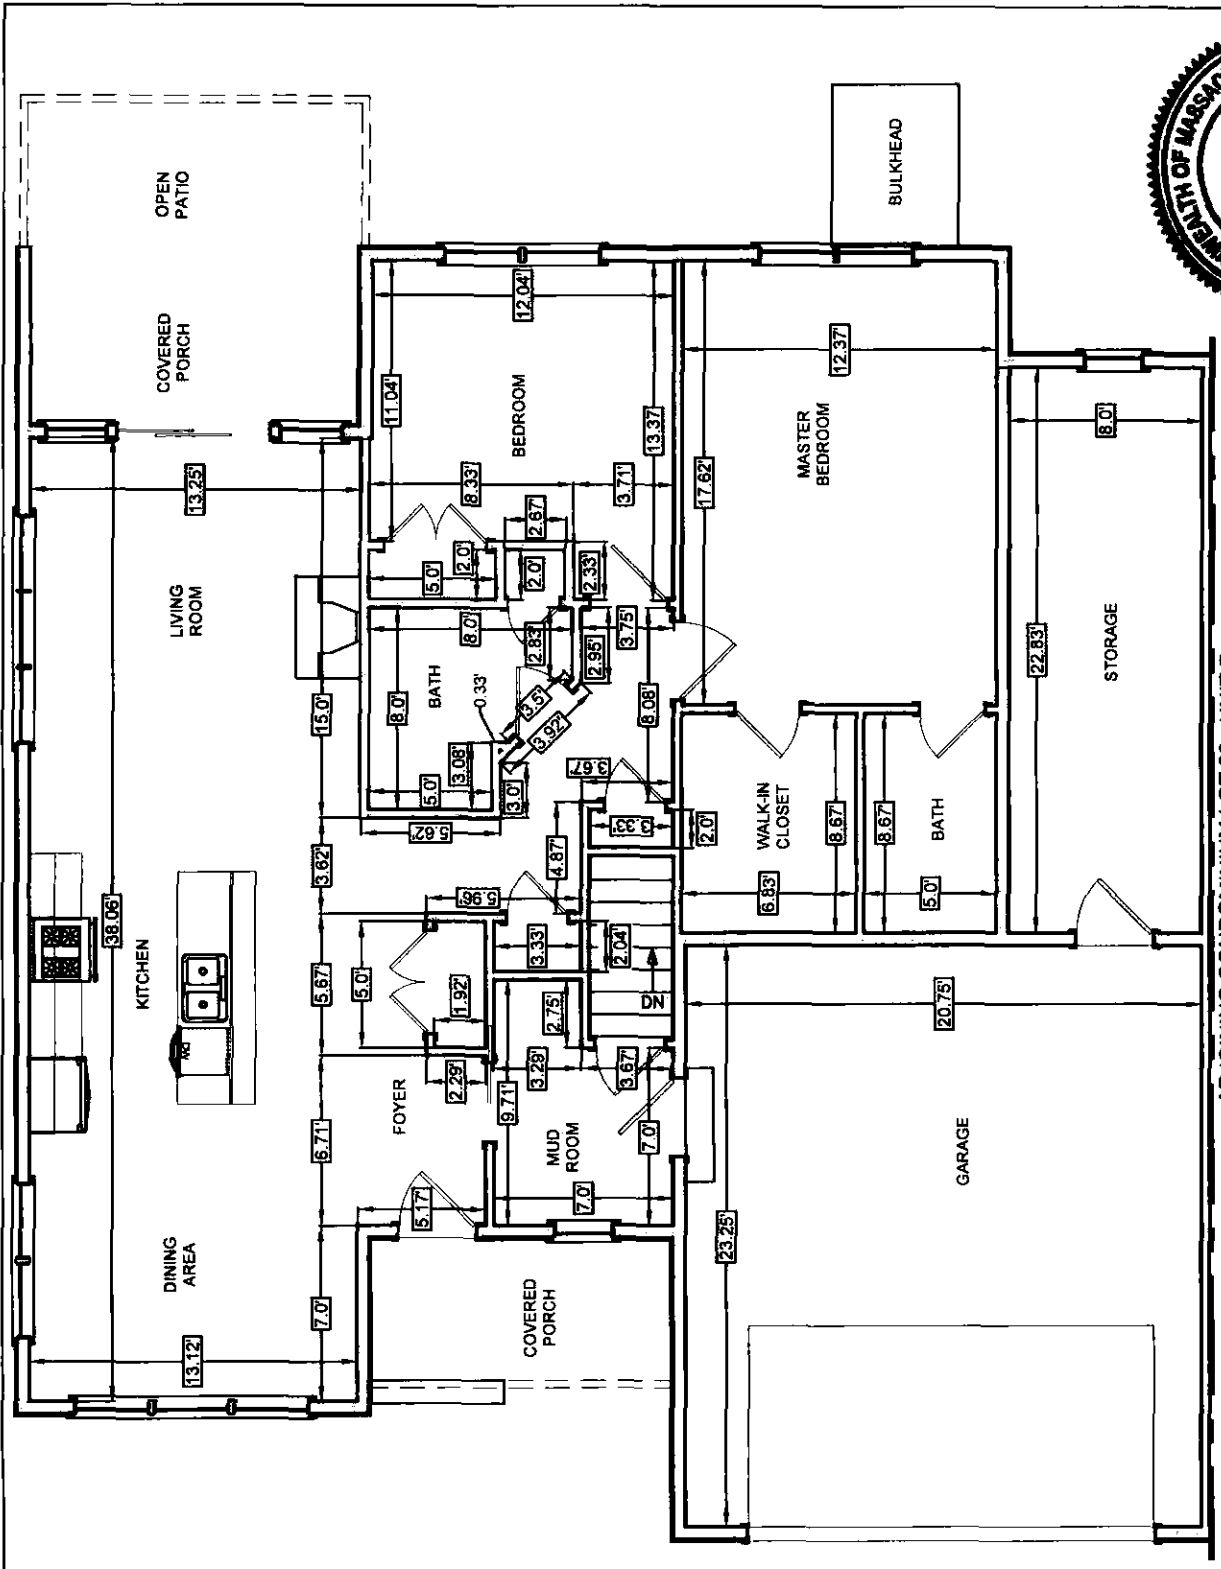 OPEN
PATIO
COVERED
PORCH
BULKHEAD
WEALTH OF MASSAC
13.25'
LIVING
ROOM
15.0'
38.06'
KITCHEN
DW
3.62'
5.67'
6.71'
7.0'
DINING
AREA
13.12'
12.04'
11.04'
BEDROOM
13.37
8.33'
3.71'
2.67'
2.0'
5.0'
2.0'
2.33'
8.0'
2.83'
2.95'
3.75'
BATH
8.0'
0.33'
3.5'
3.92'
8.08'
3.08'
5.0'
3.0'
3.67'
5.62'
3.33'
2.0'
4.87'
5.96'
3.33'
2.04'
5.0'
1.92'
2.75'
DN
2.29'
3.29'
3.67'
FOYER
9.71'
MUD
ROOM
7.0'
7.0'
5.17'
COVERED
PORCH
12.37'
17.62'
MASTER
BEDROOM
8.0'
22.83'
STORAGE
WALK-IN
CLOSET
8.67'
6.83'
8.67'
BATH
5.0'
20.75'
GARAGE
23.25'